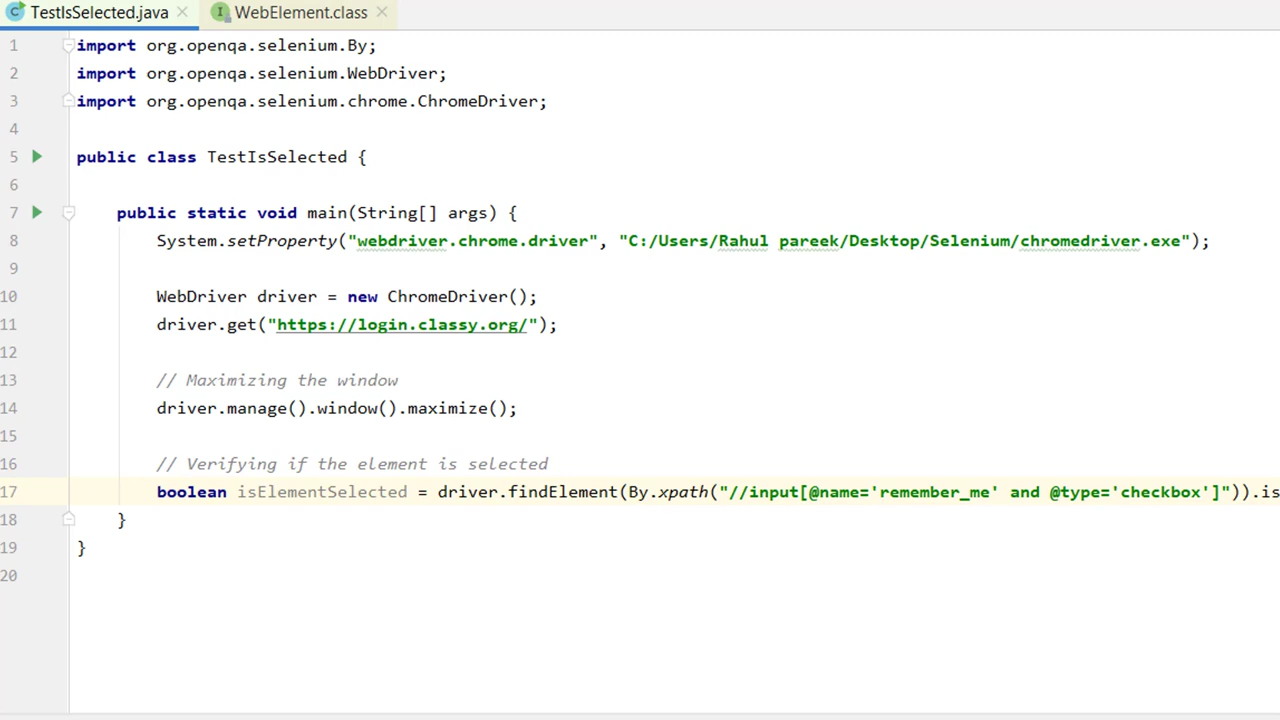 TestIsSelected.java WebElement.class
1 import org.openqa.selenium.By;
2 import org.openqa.selenium.WebDriver;
3 import org.openqa.selenium.chrome.ChromeDriver;
4
5 public class TestIsSelected {
6
7 public static void main(String[] args) {
8 System.setProperty("webdriver.chrome.driver", "C:/Users/Rahul pareek/Desktop/Selenium/chromedriver.exe");
9
10 WebDriver driver = new ChromeDriver();
11 driver.get("https://login.classy.org/");
12
13 // Maximizing the window
14 driver.manage().window().maximize();
15
16 // Verifying if the element is selected
17 boolean isElementSelected = driver.findElement(By.xpath("//input[@name='remember_me' and @type='checkbox']")).is
18 }
19 }
20